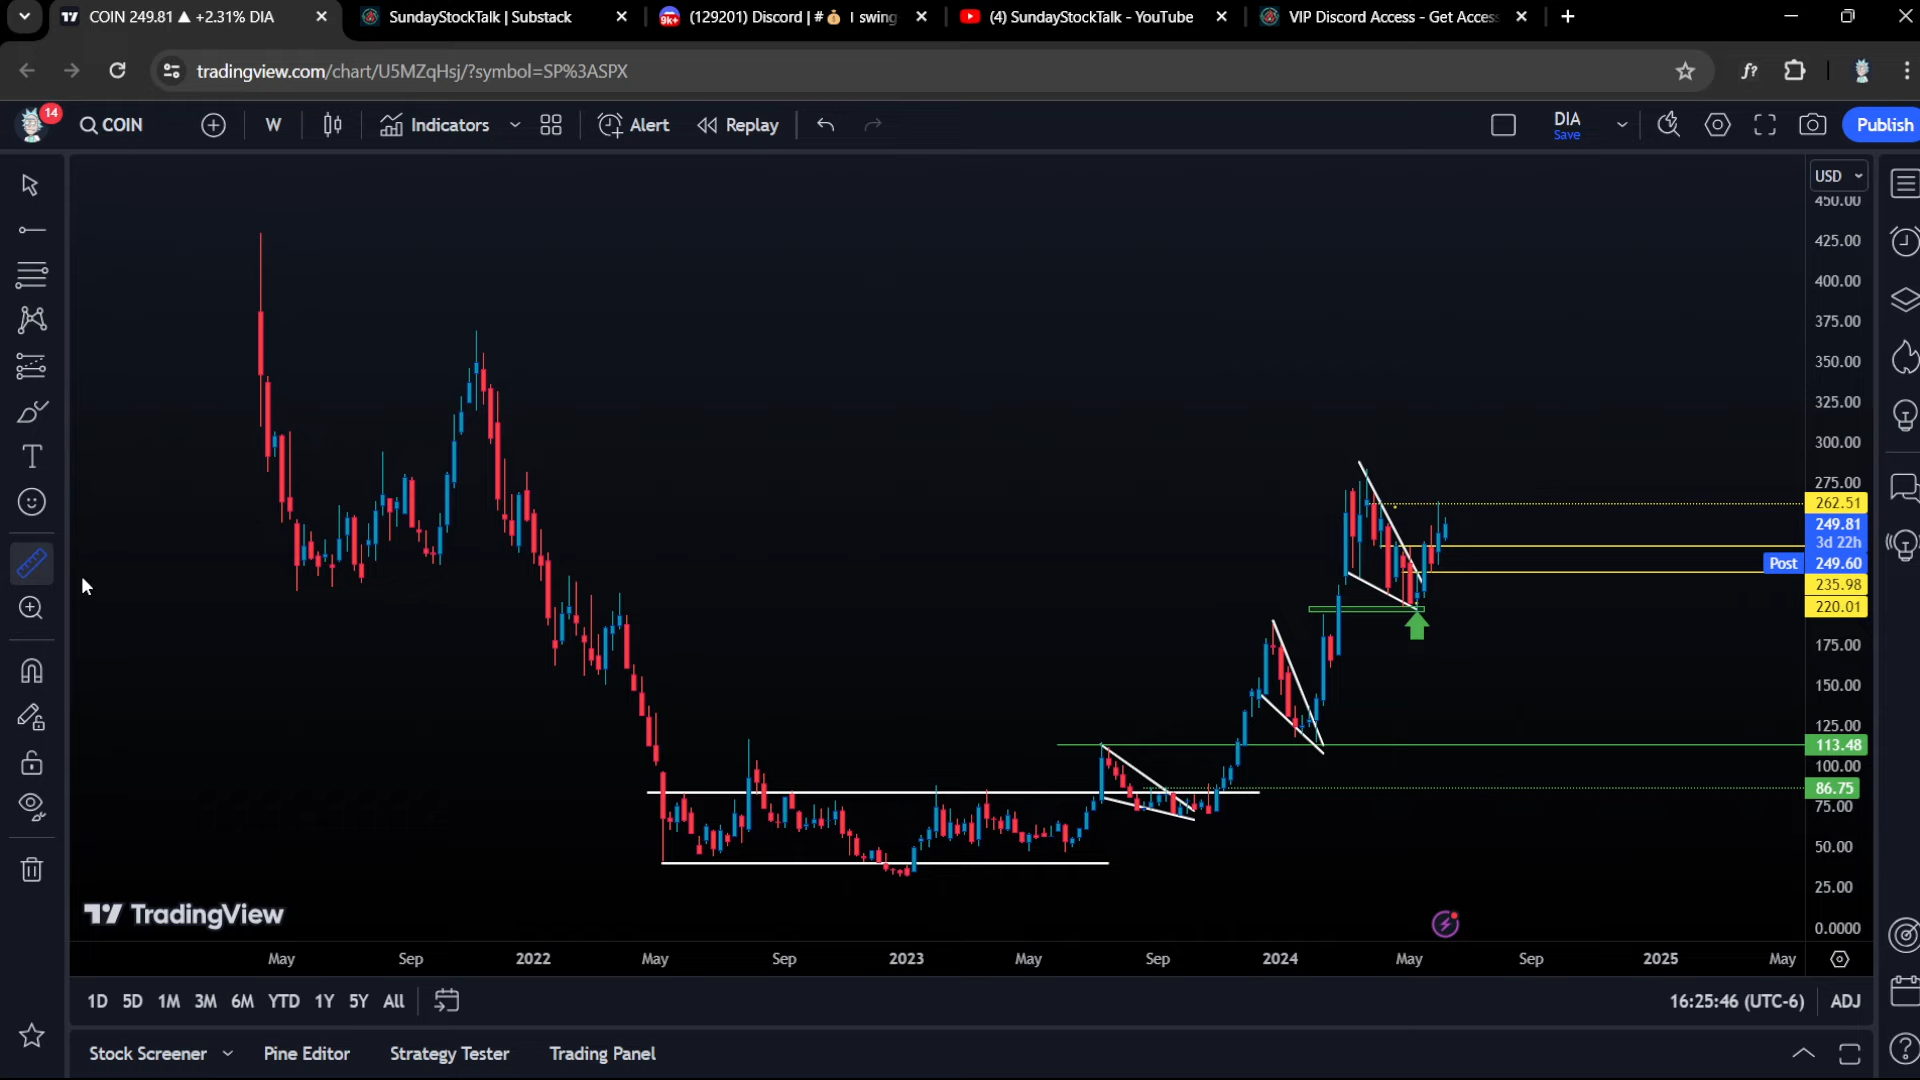 COIN 249.81 ▲ +2.31% DIA
SundayStockTalk | Substack
9k+ (129201) Discord | #💰 I swing
(4) SundayStockTalk - YouTube
VIP Discord Access - Get Access
tradingview.com/chart/U5MZqHsj/?symbol=SP%3ASPX
f?
14
COIN
W
Indicators
Alert
Replay
DIA
Save
Publish
USD
450.00
425.00
400.00
375.00
350.00
325.00
300.00
275.00
262.51
249.81
3d 22h
Post 249.60
235.98
220.01
175.00
150.00
125.00
113.48
100.00
86.75
75.00
50.00
25.00
0.0000
TradingView
May Sep 2022 May Sep 2023 May Sep 2024 May Sep 2025 May
1D 5D 1M 3M 6M YTD 1Y 5Y All
16:25:46 (UTC-6) ADJ
Stock Screener Pine Editor Strategy Tester Trading Panel